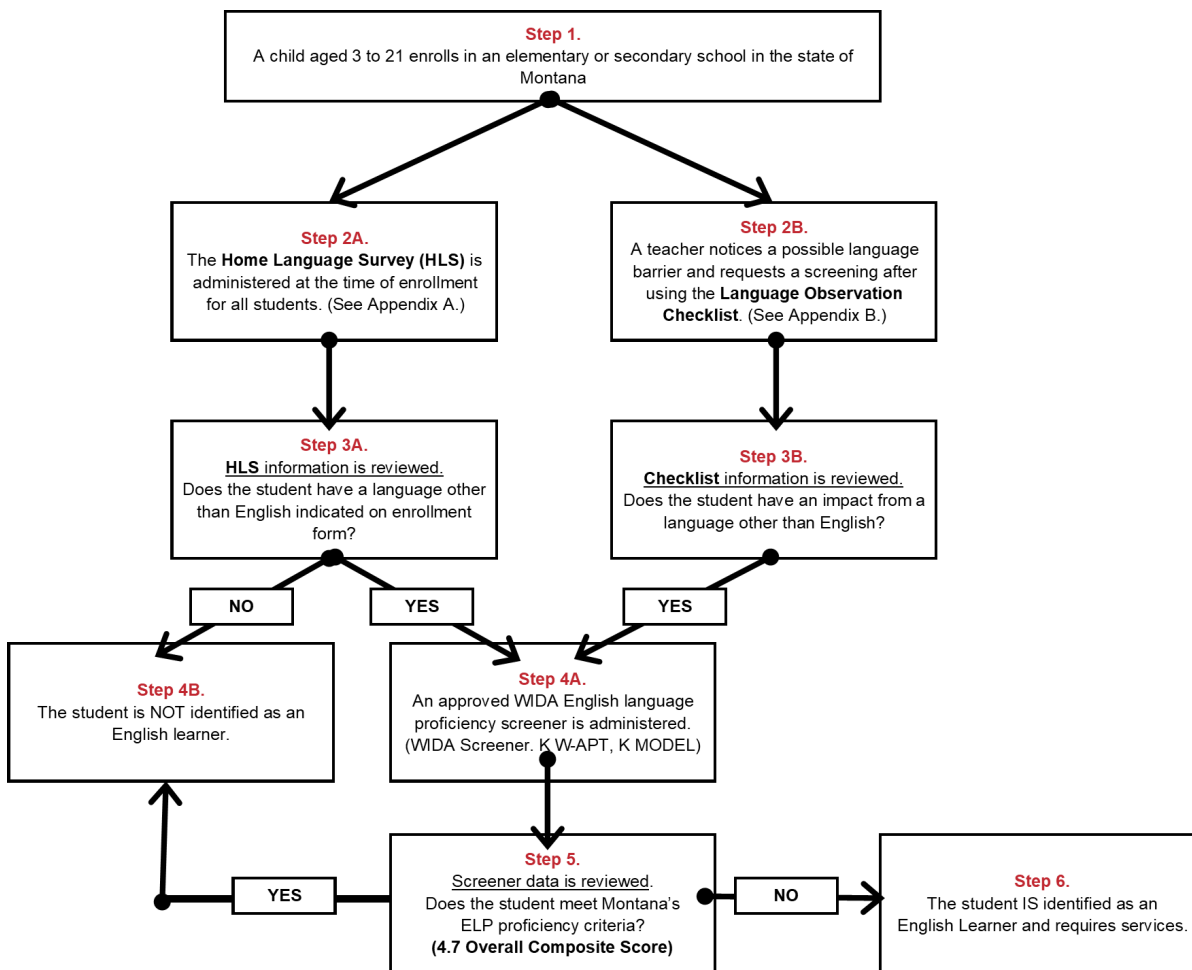 Step 1.
A child aged 3 to 21 enrolls in an elementary or secondary school in the state of
Montana
Step 2A.
The Home Language Survey (HLS) is
administered at the time of enrollment
for all students. (See Appendix A.)
Step 2B.
A teacher notices a possible language
barrier and requests a screening after
using the Language Observation
Checklist. (See Appendix B.)
Step 3A.
HLS information is reviewed.
Does the student have a language other
than English indicated on enrollment
form?
Step 3B.
Checklist information is reviewed.
Does the student have an impact from a
language other than English?
NO
YES
YES
Step 4B.
The student is NOT identified as an
English learner.
Step 4A.
An approved WIDA English language
proficiency screener is administered.
(WIDA Screener. K W-APT, K MODEL)
YES
Step 5.
Screener data is reviewed.
Does the student meet Montana's
ELP proficiency criteria?
(4.7 Overall Composite Score)
NO
Step 6.
The student IS identified as an
English Learner and requires services.